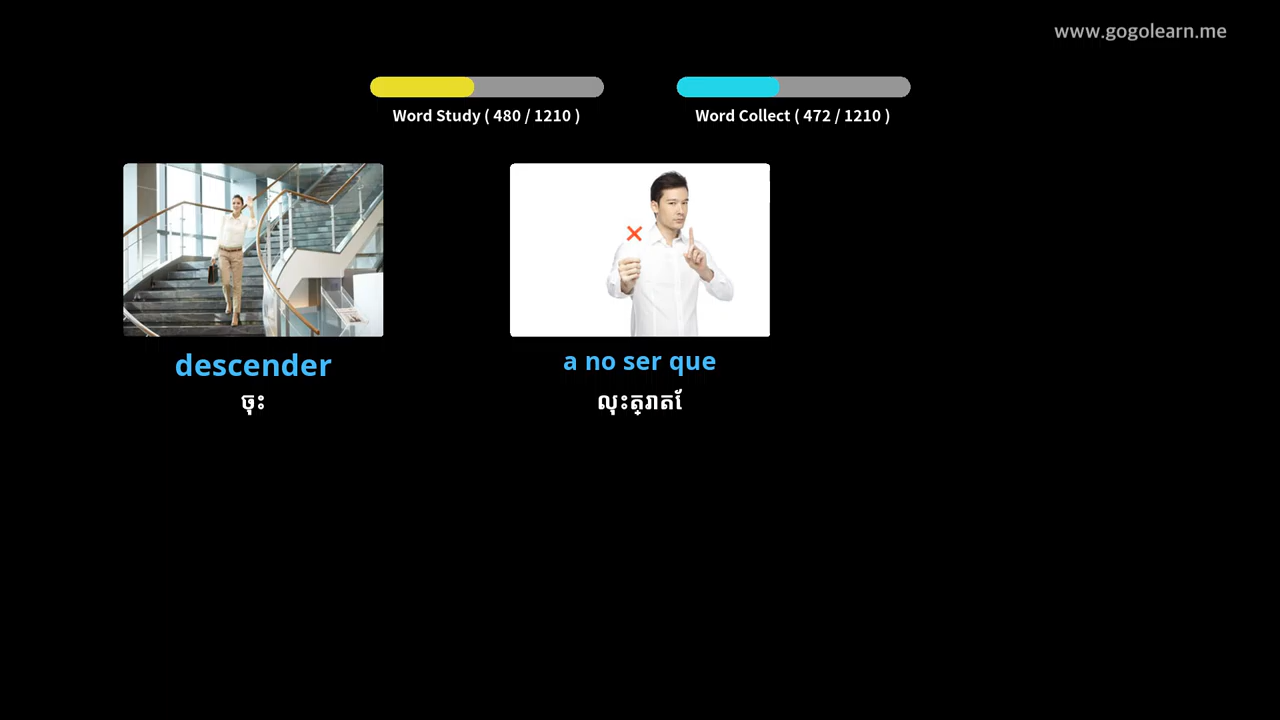 www.gogolearn.me
Word Study ( 480 / 1210 )
Word Collect ( 472 / 1210 )
descender
ចុះ
a no ser que
លុះត្រាតែ